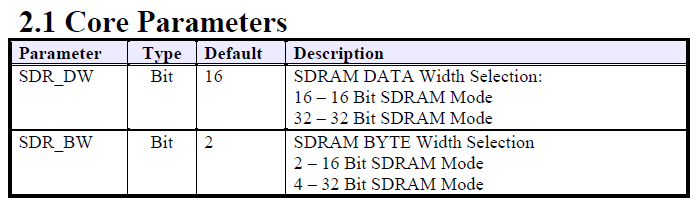 2.1 Core Parameters
Parameter Type Default Description
SDR_DW Bit 16 SDRAM DATA Width Selection:
16 – 16 Bit SDRAM Mode
32 – 32 Bit SDRAM Mode
SDR_BW Bit 2 SDRAM BYTE Width Selection
2 – 16 Bit SDRAM Mode
4 – 32 Bit SDRAM Mode